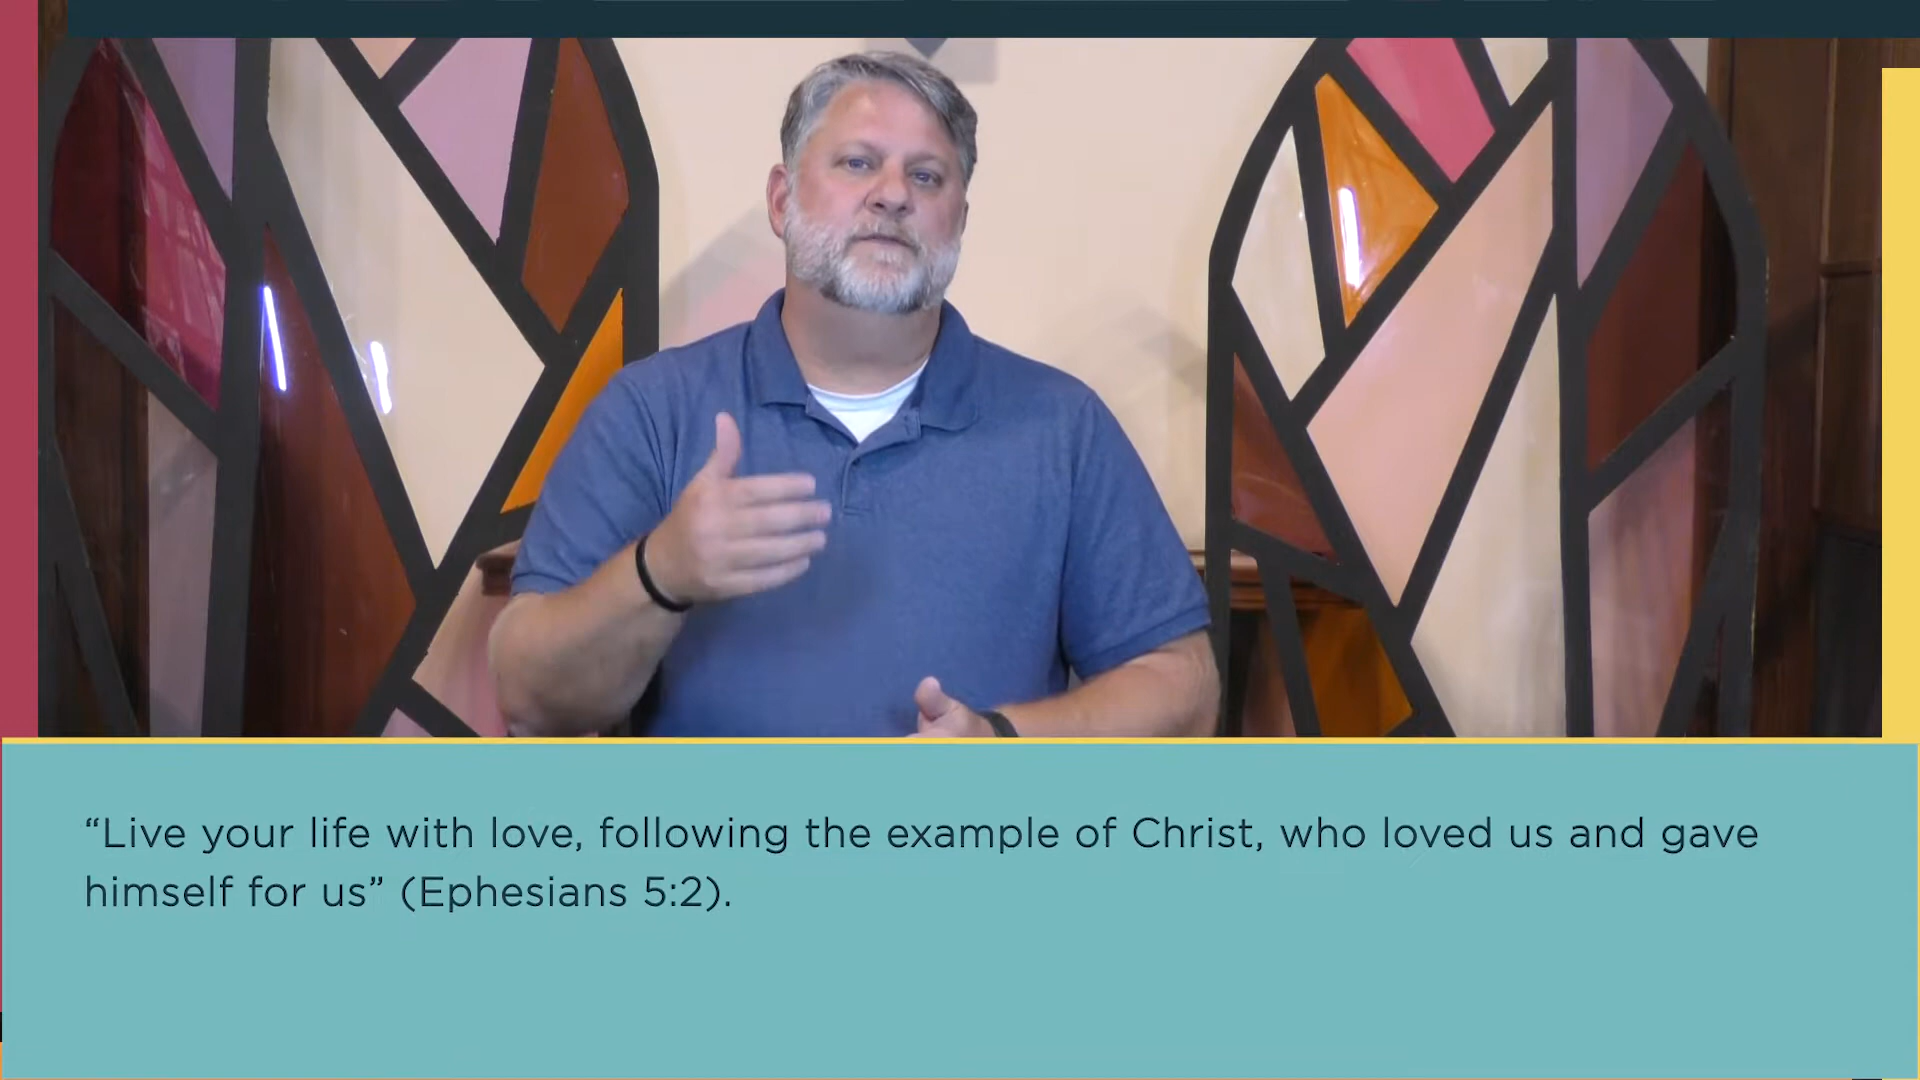 “Live your life with love, following the example of Christ, who loved us and gave
himself for us” (Ephesians 5:2).